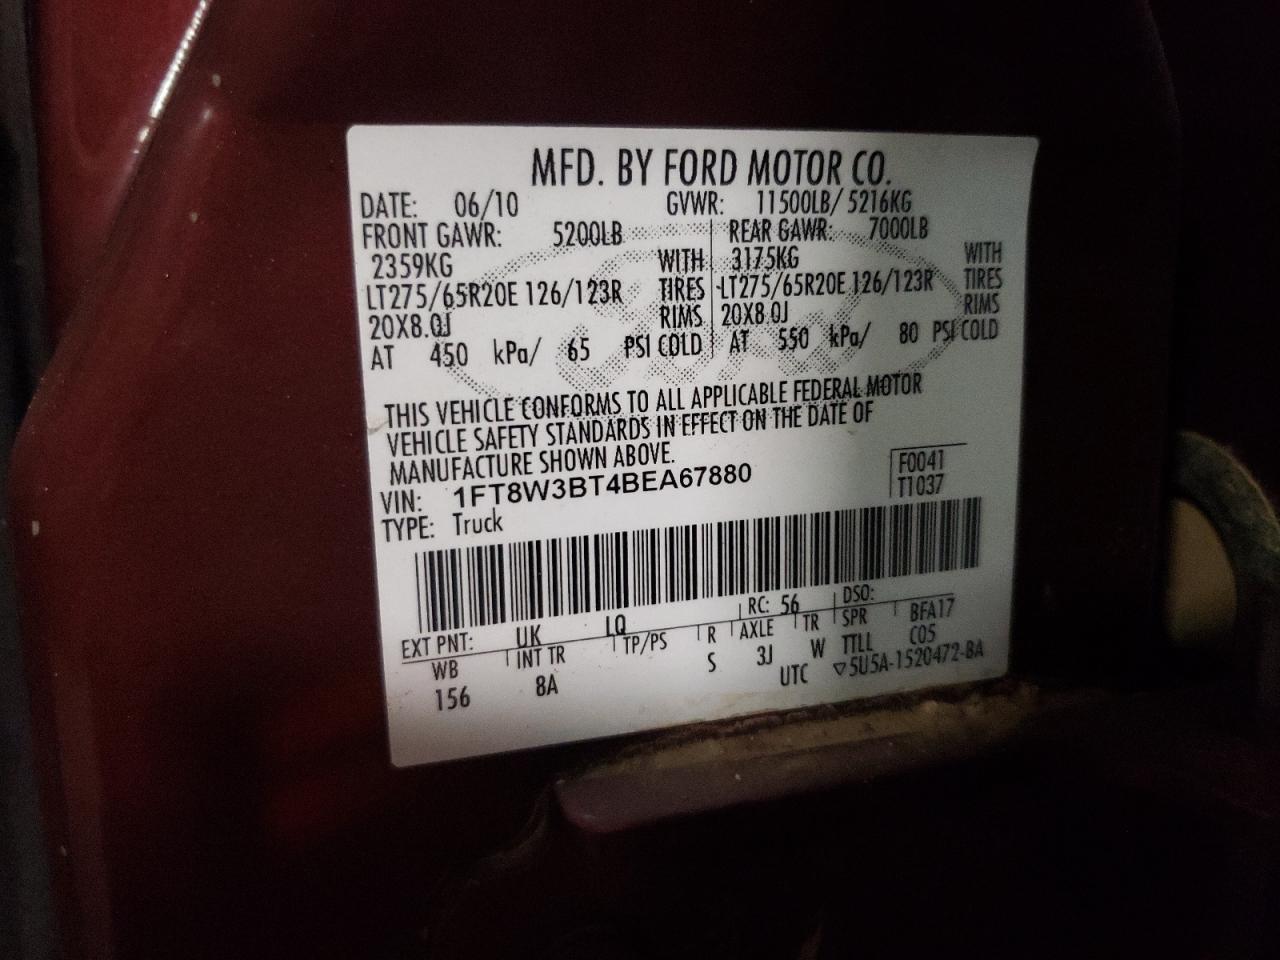 MFD. BY FORD MOTOR CO.
DATE: 06/10 GVWR: 11500LB/ 5216KG
FRONT GAWR: 5200LB REAR GAWR: 7000LB
2359KG WITH 3175KG WITH
LT275/65R20E 126/123R TIRES LT275/65R20E 126/123R TIRES
20X8.0J RIMS 20X8.0J RIMS
AT 450 kPa/ 65 PSI COLD AT 550 kPa/ 80 PSI COLD
THIS VEHICLE CONFORMS TO ALL APPLICABLE FEDERAL MOTOR
VEHICLE SAFETY STANDARDS IN EFFECT ON THE DATE OF
MANUFACTURE SHOWN ABOVE.
VIN: 1FT8W3BT4BEA67880 F0041
TYPE: Truck T1037
EXT PNT: UK LQ RC: 56 DSO:
WB INT TR TP/PS R AXLE TR SPR BFA17
156 8A S 3J W TTLL C05
UTC ▽5U5A-1520472-BA